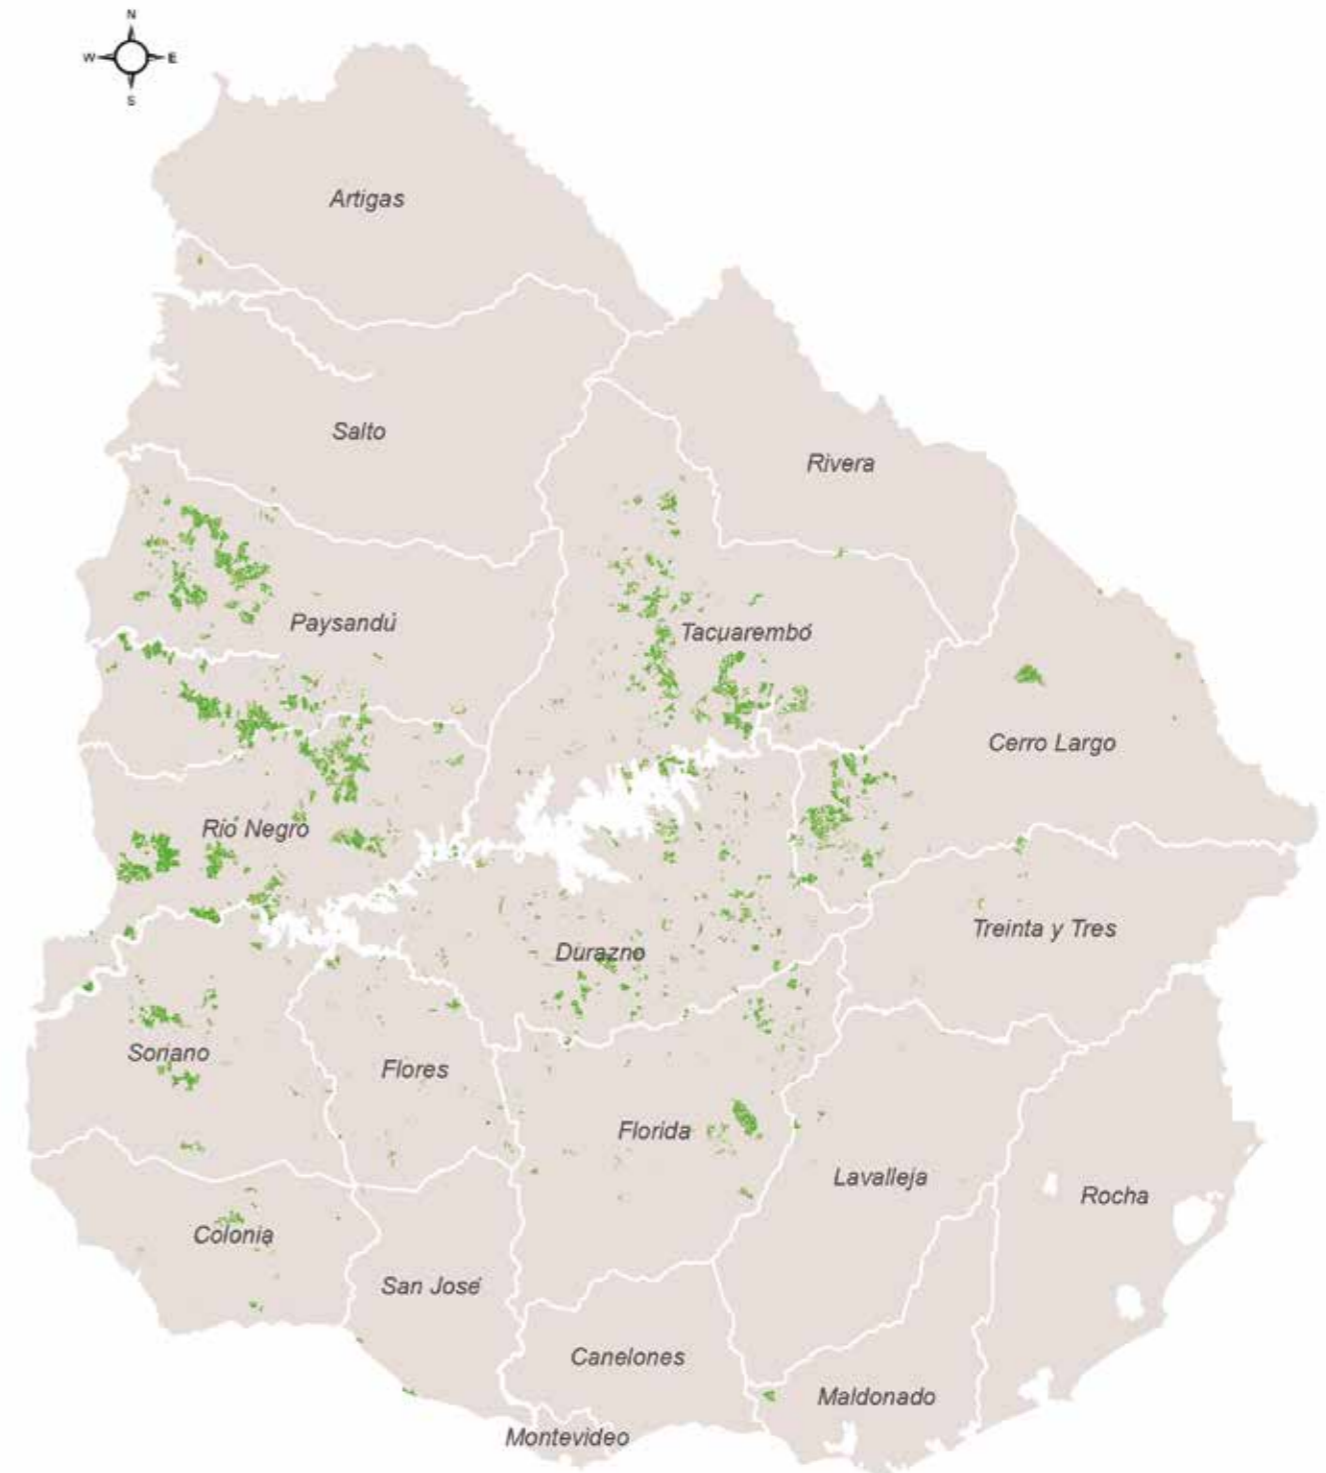 N
W E
S
Artigas
Salto
Rivera
Paysandú
Tacuarembó
Cerro Largo
Río Negro
Treinta y Tres
Durazno
Soriano
Flores
Florida
Lavalleja
Rocha
Colonia
San José
Canelones
Maldonado
Montevideo